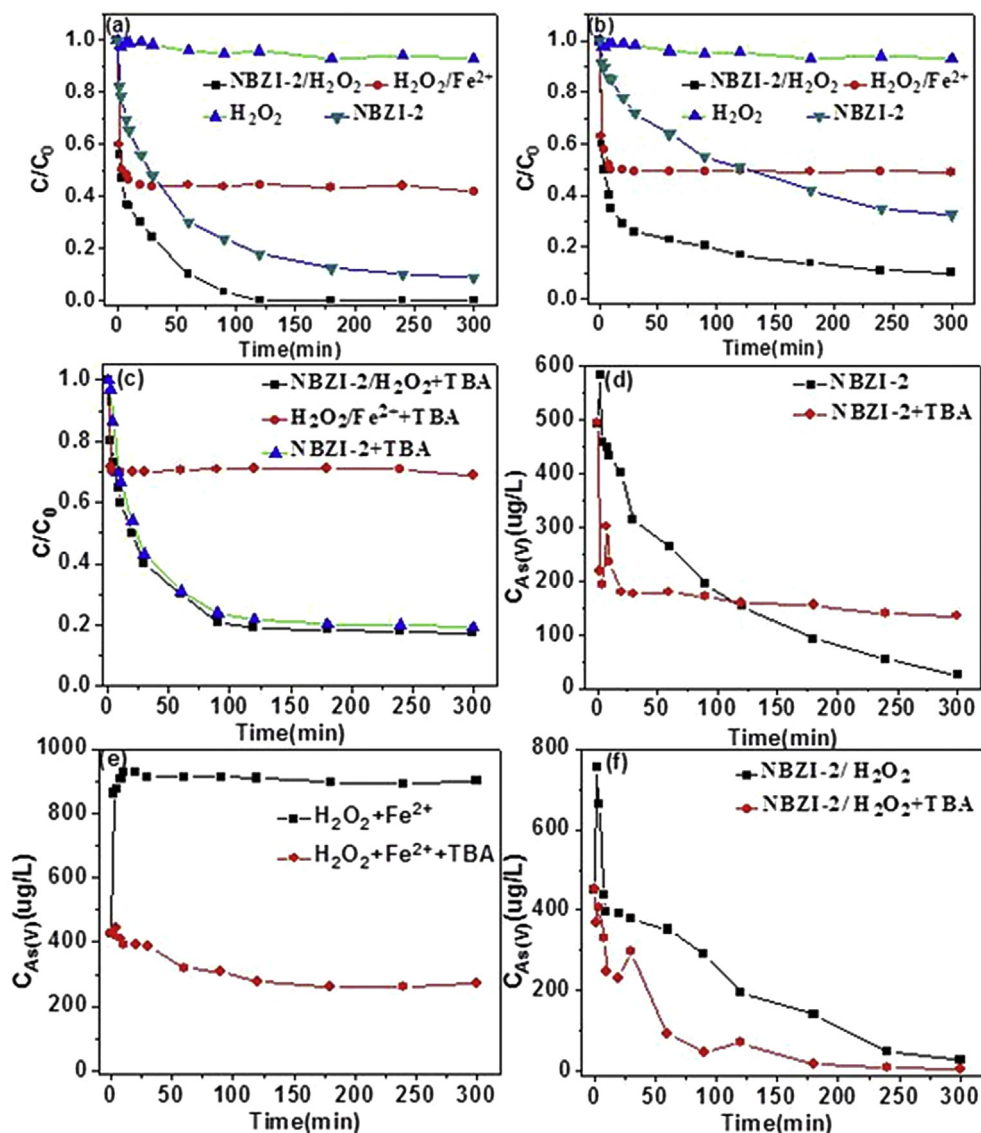 (a)
1.0
0.8
0.6
0.4
0.2
0.0
C/C₀
NBZI-2/H₂O₂ H₂O₂/Fe²⁺
H₂O₂ NBZI-2
0 50 100 150 200 250 300
Time(min)
(b)
1.0
0.8
0.6
0.4
0.2
0.0
C/C₀
NBZI-2/H₂O₂ H₂O₂/Fe²⁺
H₂O₂ NBZI-2
0 50 100 150 200 250 300
Time(min)
(c)
1.0
0.8
0.6
0.4
0.2
0.0
C/C₀
NBZI-2/H₂O₂+TBA
H₂O₂/Fe²⁺+TBA
NBZI-2+TBA
0 50 100 150 200 250 300
Time(min)
(d)
600
500
400
300
200
100
0
C_As(V)(ug/L)
NBZI-2
NBZI-2+TBA
0 50 100 150 200 250 300
Time(min)
(e)
1000
800
600
400
200
0
C_As(V)(ug/L)
H₂O₂+Fe²⁺
H₂O₂+Fe²⁺+TBA
0 50 100 150 200 250 300
Time(min)
(f)
800
600
400
200
0
C_As(V)(ug/L)
NBZI-2/ H₂O₂
NBZI-2/ H₂O₂+TBA
0 50 100 150 200 250 300
Time(min)